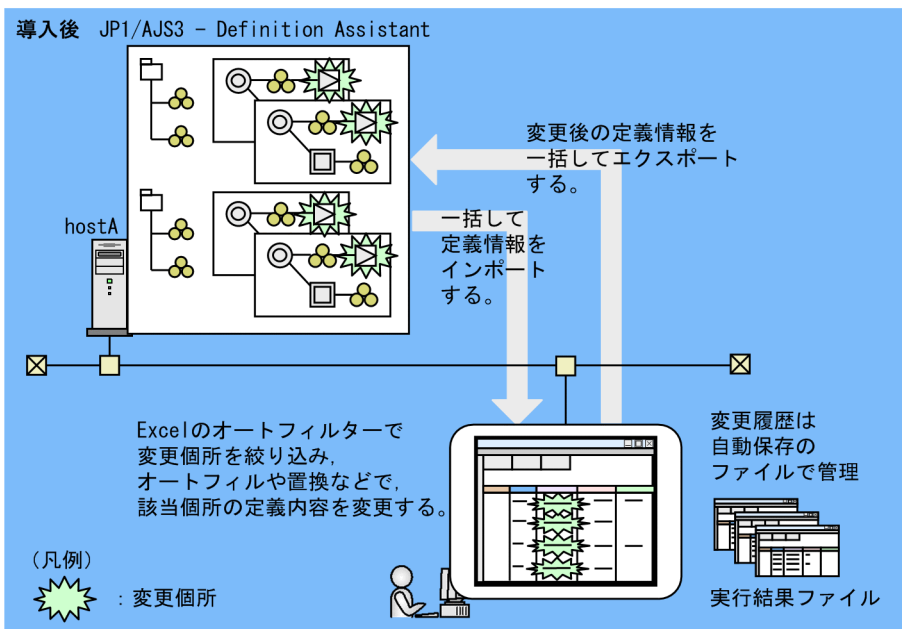 導入後 JP1/AJS3 - Definition Assistant
変更後の定義情報を
一括してエクスポート
する。
一括して
定義情報を
インポート
する。
hostA
Excelのオートフィルターで
変更個所を絞り込み,
オートフィルや置換などで,
該当個所の定義内容を変更する。
変更履歴は
自動保存の
ファイルで管理
実行結果ファイル
(凡例)
:変更個所